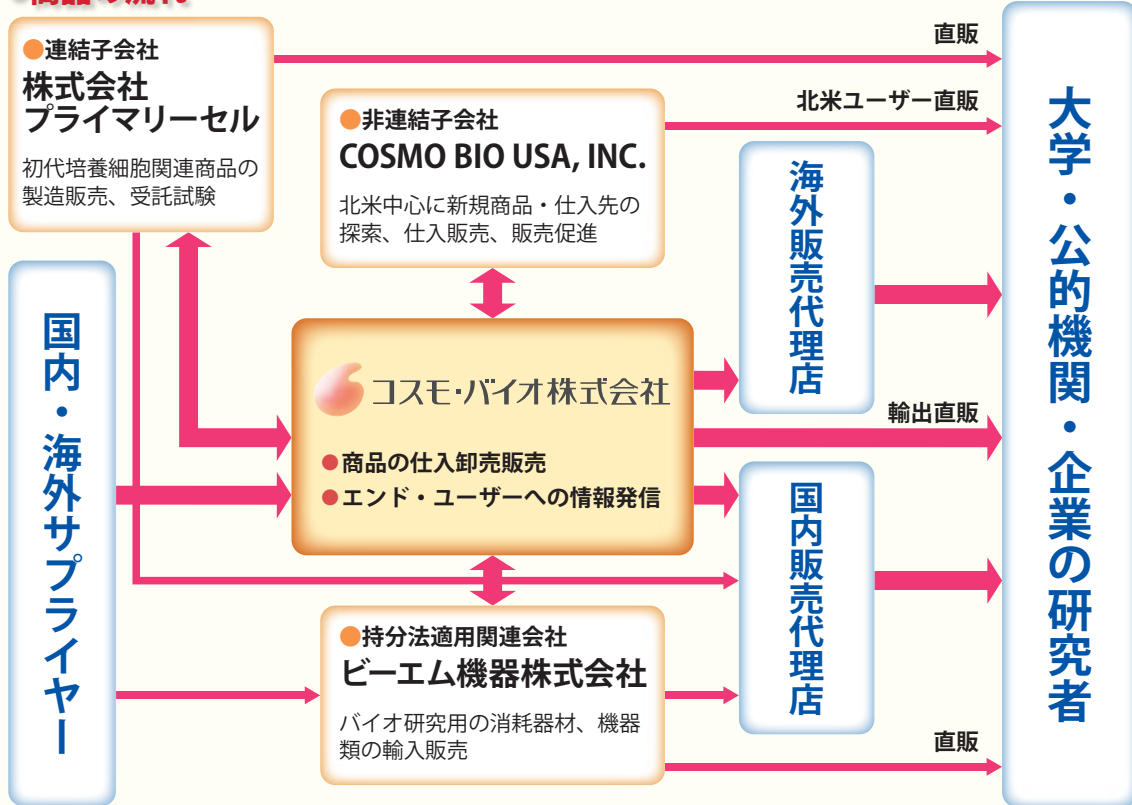 ●連結子会社
株式会社
プライマリーセル
初代培養細胞関連商品の
製造販売、受託試験
直販
●非連結子会社
COSMO BIO USA, INC.
北米中心に新規商品・仕入先の
探索、仕入販売、販売促進
北米ユーザー直販
海外販売代理店
国内・海外サプライヤー
コスモ・バイオ株式会社
●商品の仕入卸売販売
●エンド・ユーザーへの情報発信
輸出直販
国内販売代理店
●持分法適用関連会社
ビーエム機器株式会社
バイオ研究用の消耗器材、機器
類の輸入販売
直販
大学・公的機関・企業の研究者